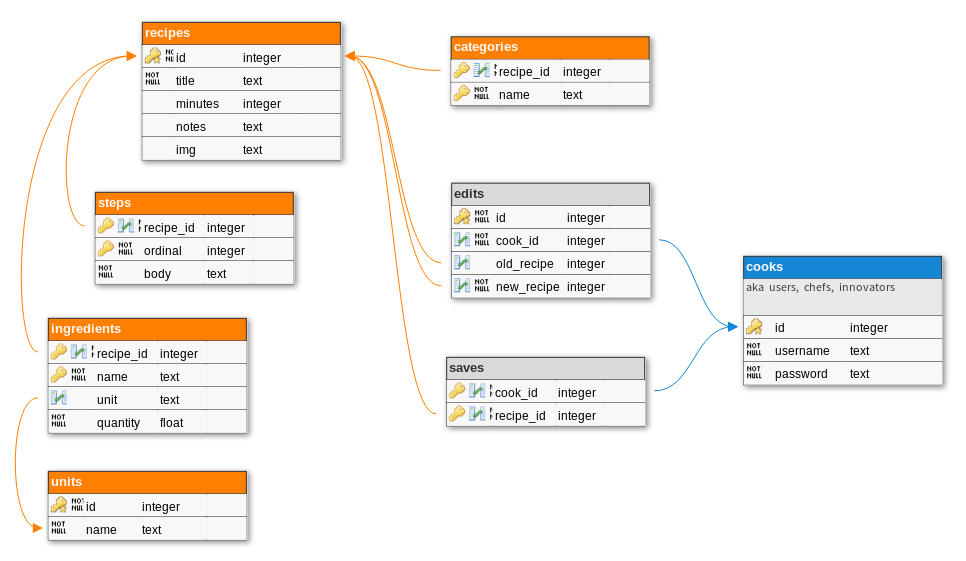 recipes
NOT NULL id integer
NOT NULL title text
minutes integer
notes text
img text
categories
recipe_id integer
NOT NULL name text
steps
recipe_id integer
NOT NULL ordinal integer
NOT NULL body text
edits
NOT NULL id integer
NOT NULL cook_id integer
old_recipe integer
NOT NULL new_recipe integer
cooks
aka users, chefs, innovators
id integer
NOT NULL username text
NOT NULL password text
ingredients
recipe_id integer
NOT NULL name text
unit text
NOT NULL quantity float
saves
cook_id integer
recipe_id integer
units
NOT NULL id integer
NOT NULL name text